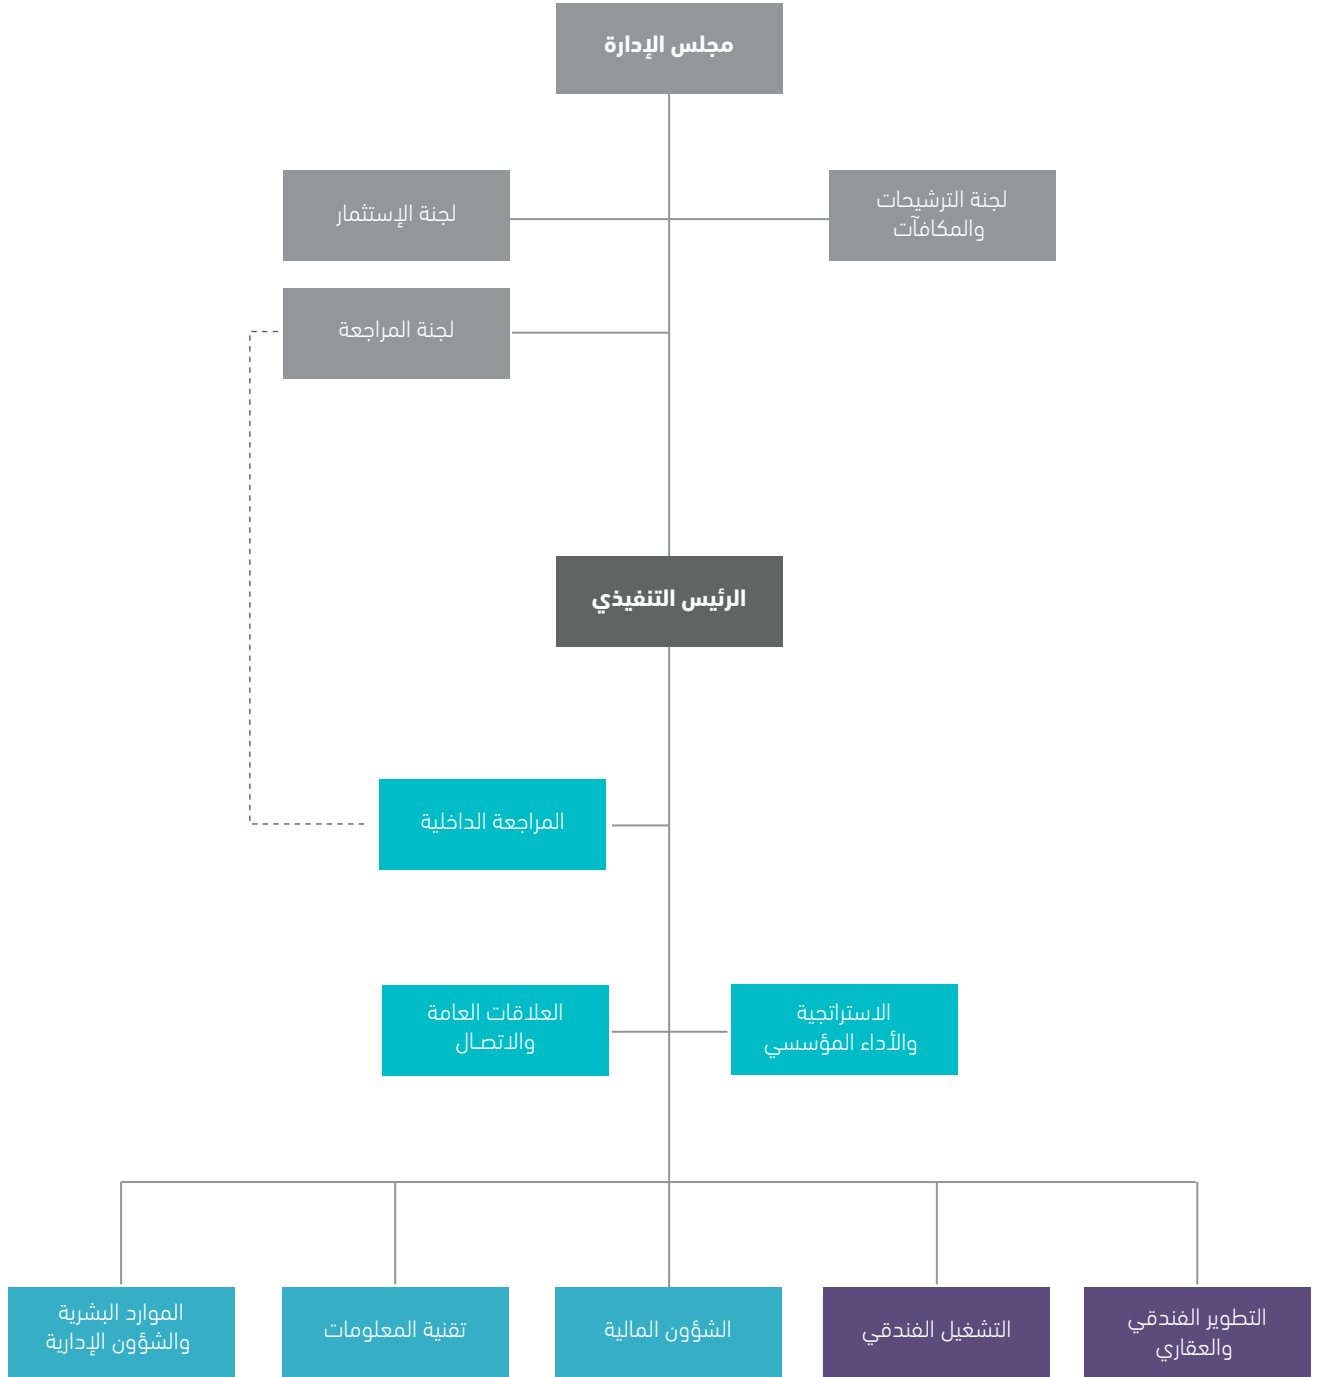 مجلس الإدارة
لجنة الترشيحات
والمكافآت
لجنة الإستثمار
لجنة المراجعة
الرئيس التنفيذي
المراجعة الداخلية
الاستراتجية
والأداء المؤسسي
العلاقات العامة
والاتصال
التطوير الفندقي
والعقاري
التشغيل الفندقي
الشؤون المالية
تقنية المعلومات
الموارد البشرية
والشؤون الإدارية